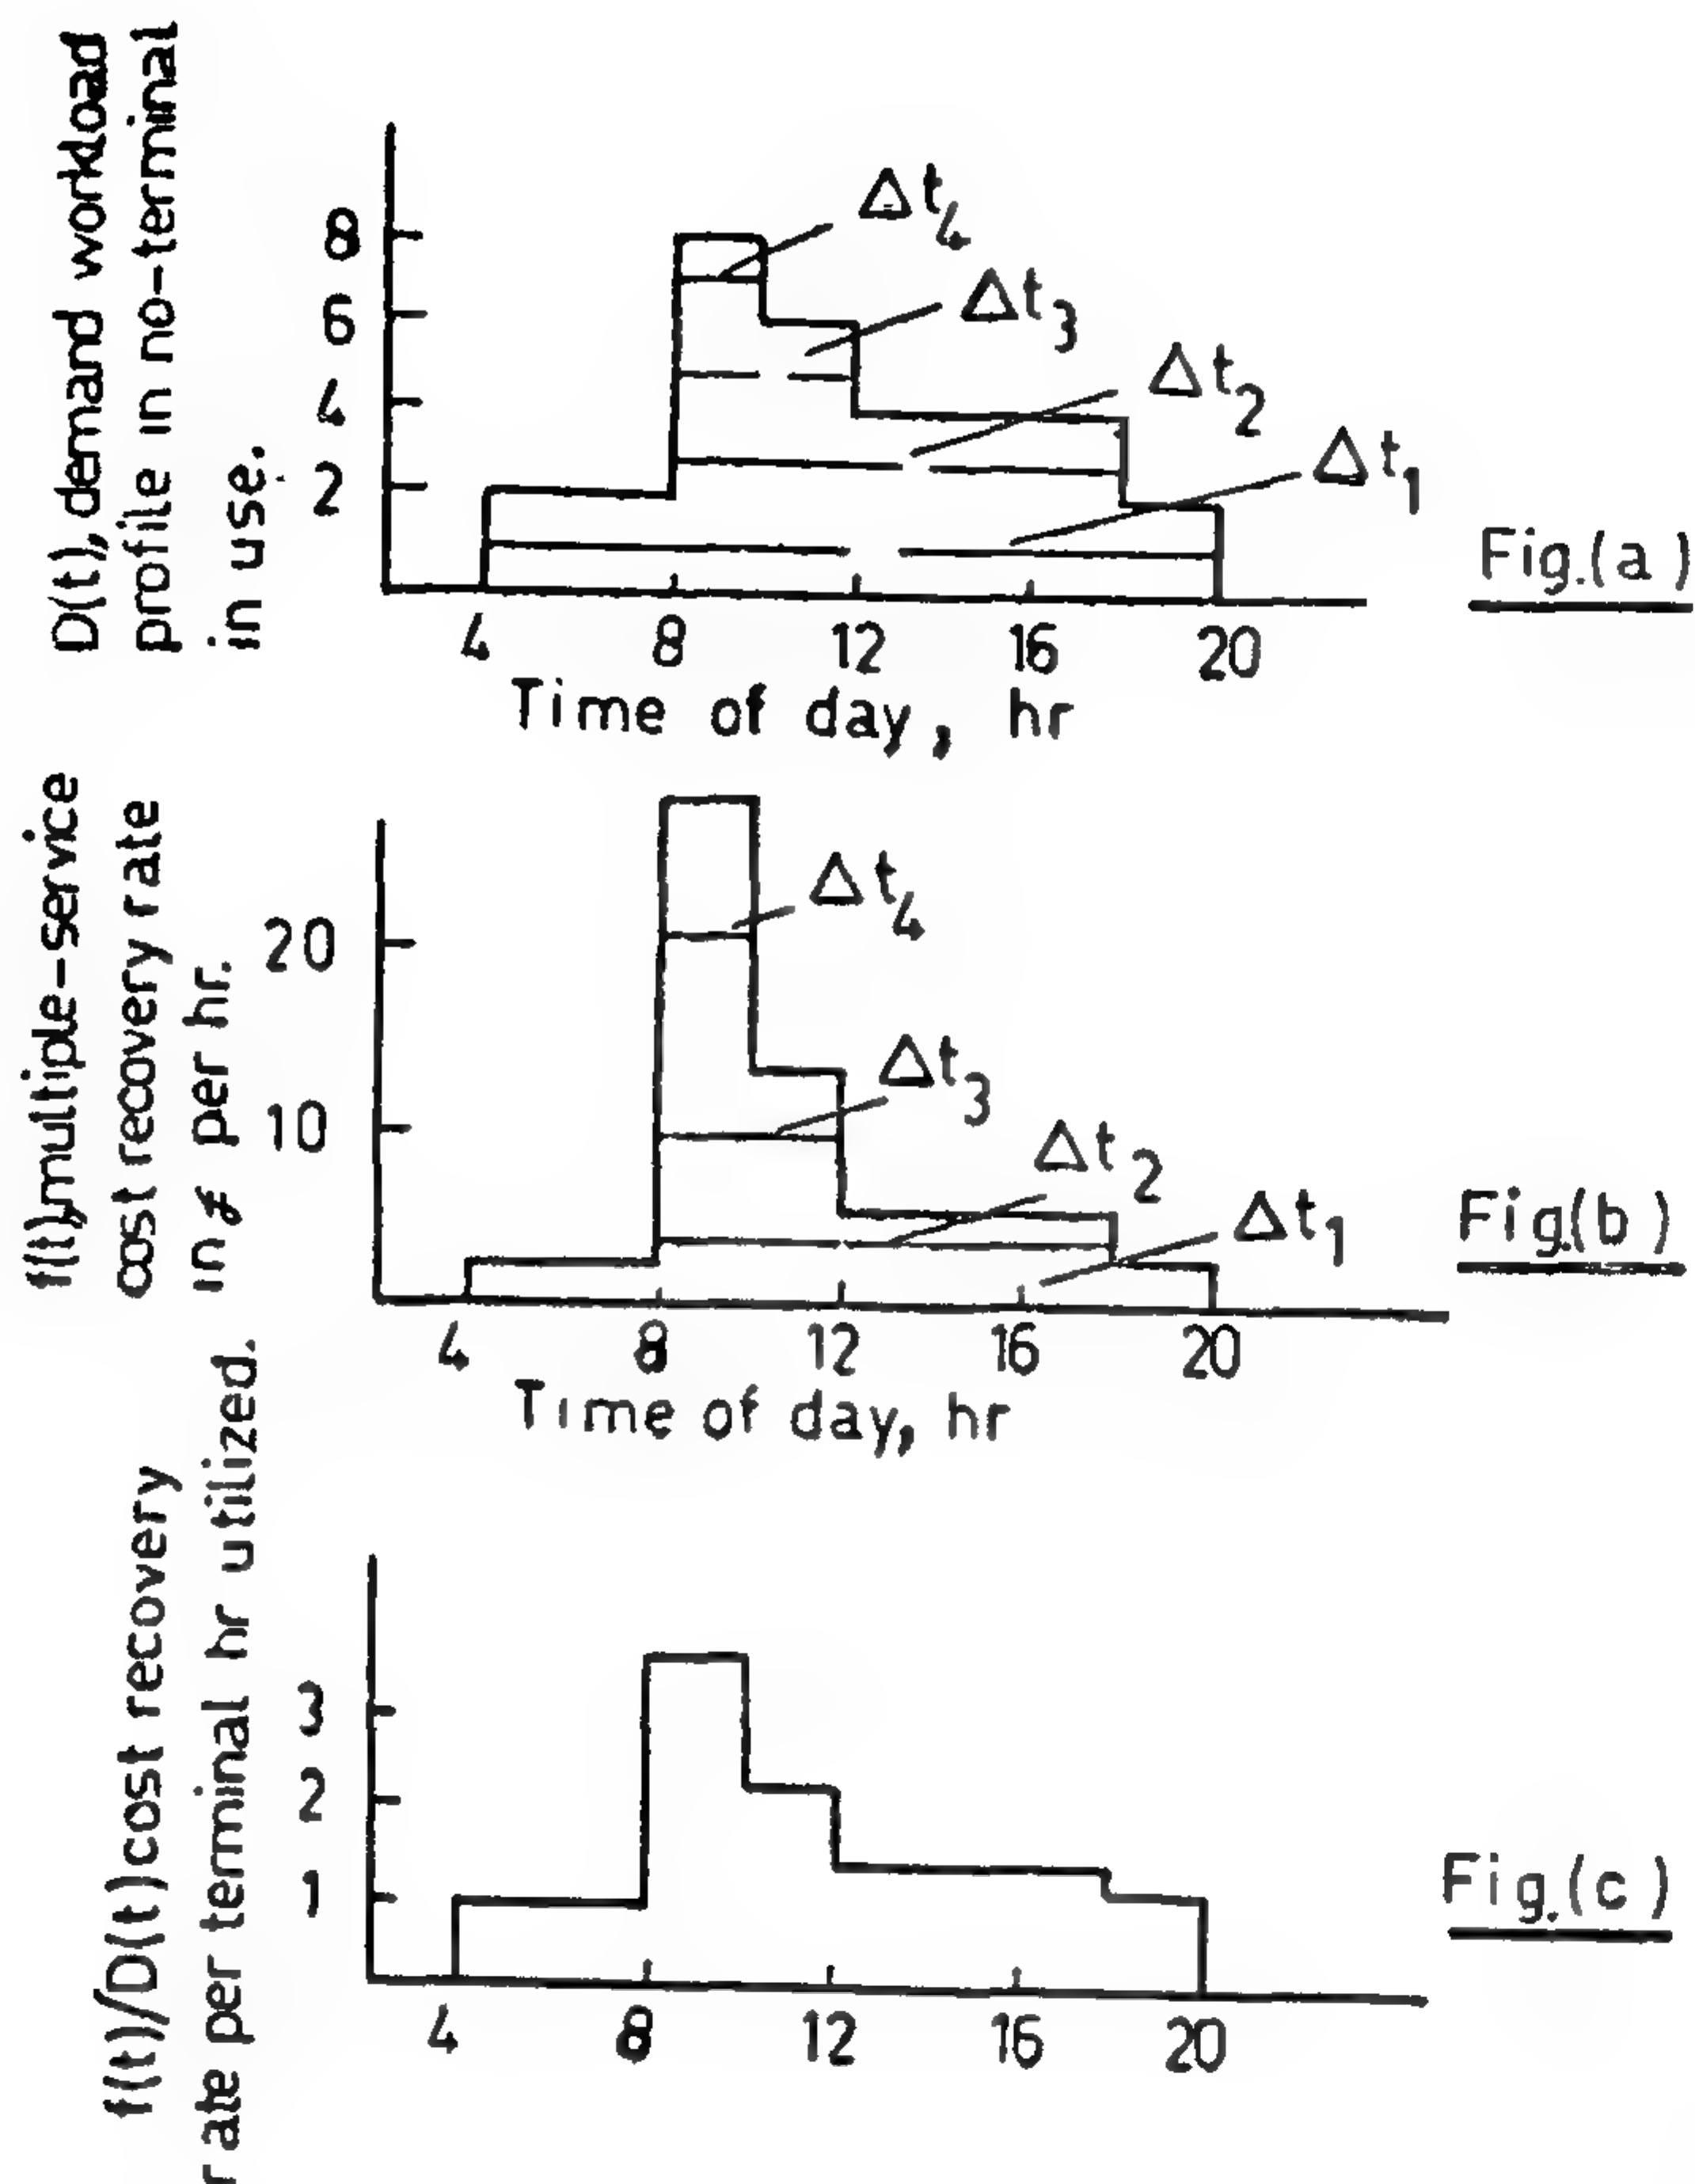 D(t), demand workload
profile in no-terminal
in use.
8
6
4
2
Δt4
Δt3
Δt2
Δt1
4 8 12 16 20
Time of day, hr
Fig.(a)
f(t),multiple-service
cost recovery rate
in £ per hr.
20
10
Δt4
Δt3
Δt2
Δt1
4 8 12 16 20
Time of day, hr
Fig.(b)
f(t)/D(t)cost recovery
rate per terminal hr utilized.
3
2
1
4 8 12 16 20
Fig.(c)